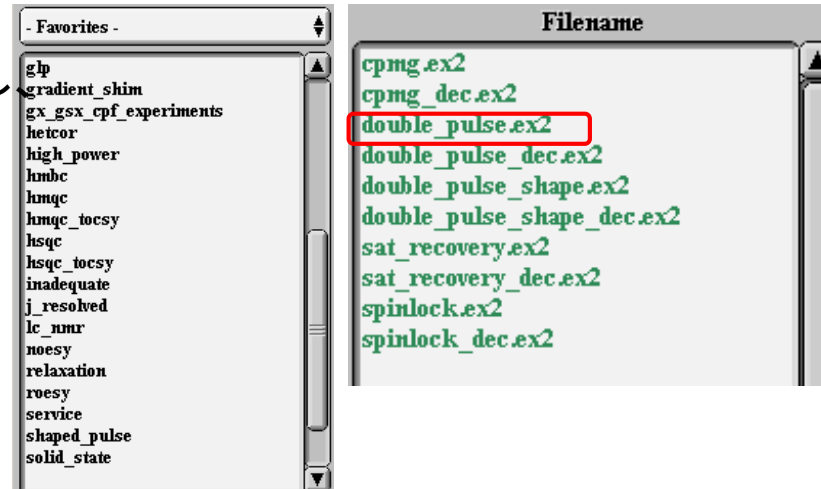 - Favorites -
glp
gradient_shim
gx_gsx_cpf_experiments
hetcor
high_power
hmbc
hmqc
hmqc_tocsy
hsqc
hsqc_tocsy
inadequate
j_resolved
lc_nmr
noesy
relaxation
roesy
service
shaped_pulse
solid_state
Filename
cpmg.ex2
cpmg_dec.ex2
double_pulse.ex2
double_pulse_dec.ex2
double_pulse_shape.ex2
double_pulse_shape_dec.ex2
sat_recovery.ex2
sat_recovery_dec.ex2
spinlock.ex2
spinlock_dec.ex2